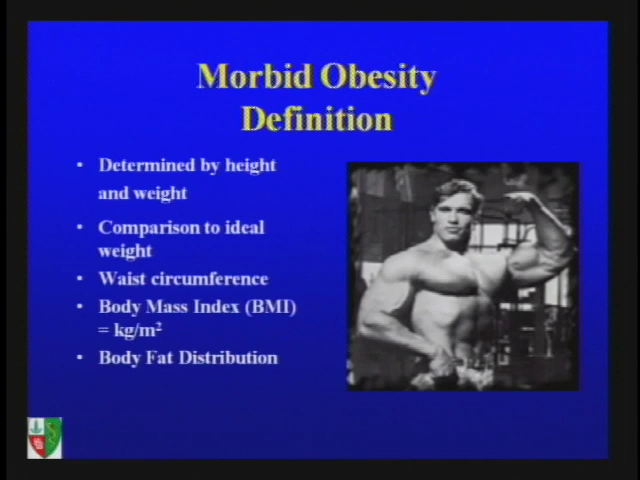 Morbid Obesity
Definition
• Determined by height
and weight
• Comparison to ideal
weight
• Waist circumference
• Body Mass Index (BMI)
= kg/m²
• Body Fat Distribution